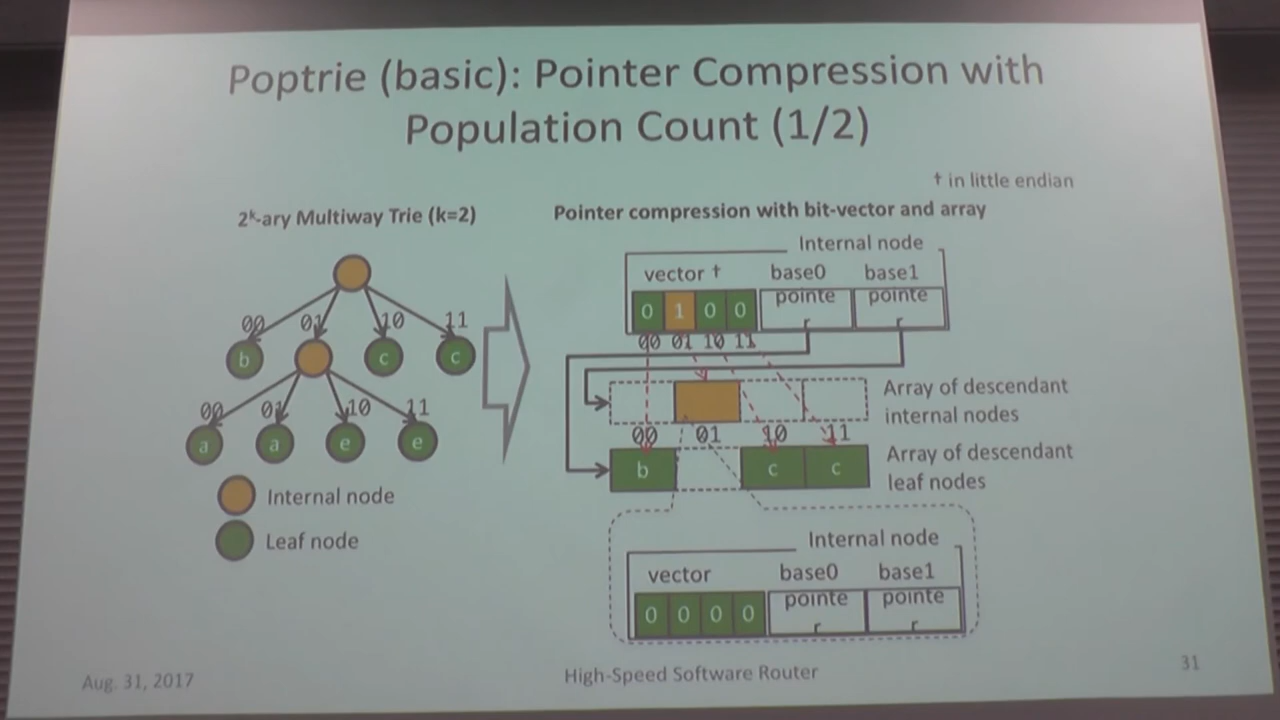 Poptrie (basic): Pointer Compression with
Population Count (1/2)
† in little endian
2ᵏ-ary Multiway Trie (k=2)
00 01 10 11
b c c
00 01 10 11
a a e e
Internal node
Leaf node
Pointer compression with bit-vector and array
Internal node
vector † base0 base1
0 1 0 0 pointe pointe
r r
00 01 10 11
Array of descendant
internal nodes
00 01 10 11
b c c
Array of descendant
leaf nodes
Internal node
vector base0 base1
0 0 0 0 pointe pointe
r r
Aug. 31, 2017
High-Speed Software Router
31